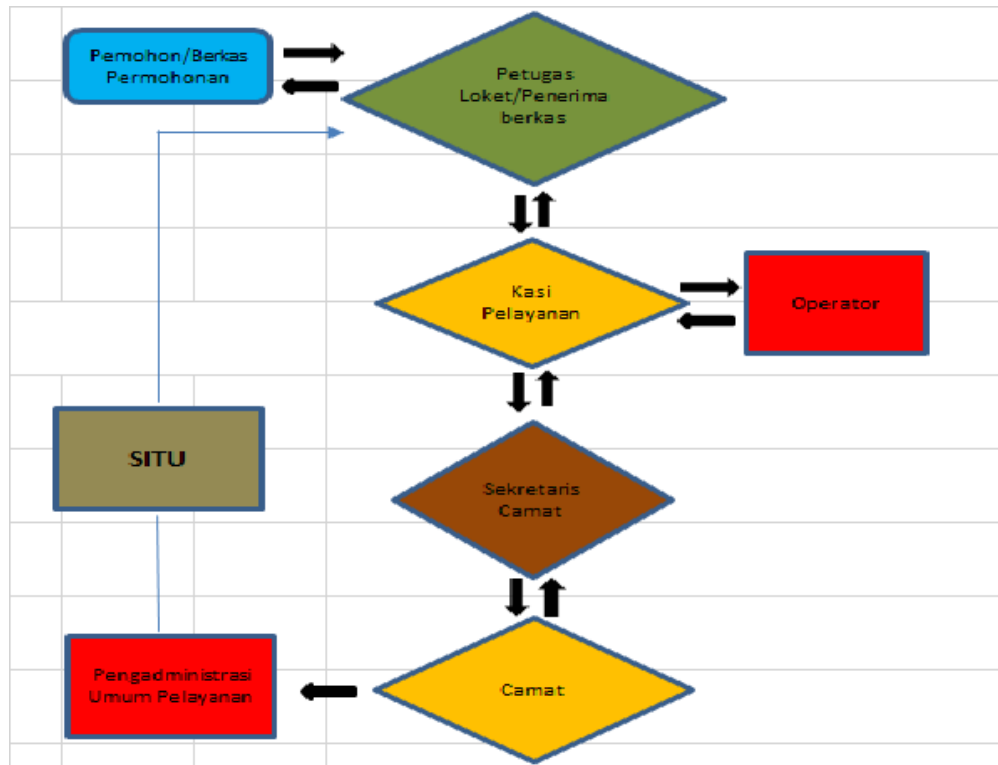 Pemohon/Berkas
Permohonan
Petugas
Loket/Penerima
berkas
Kasi
Pelayanan
Operator
SITU
Sekretaris
Camat
Pengadministrasi
Umum Pelayanan
Camat